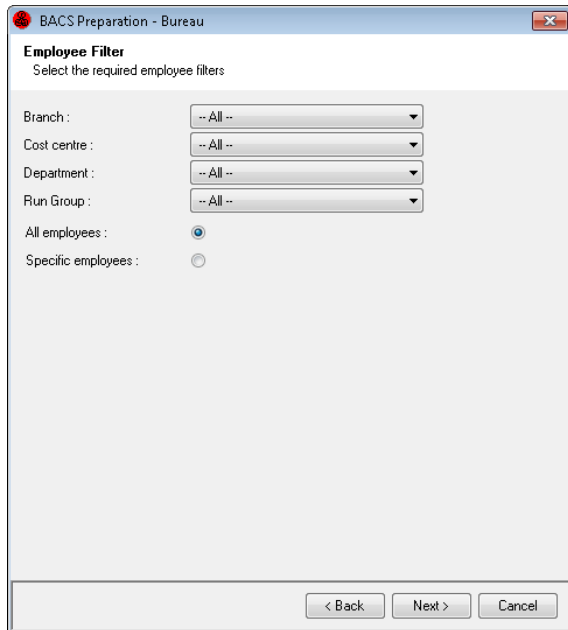 BACS Preparation - Bureau
Employee Filter
Select the required employee filters
Branch : -- All --
Cost centre : -- All --
Department : -- All --
Run Group : -- All --
All employees :
Specific employees :
< Back Next > Cancel